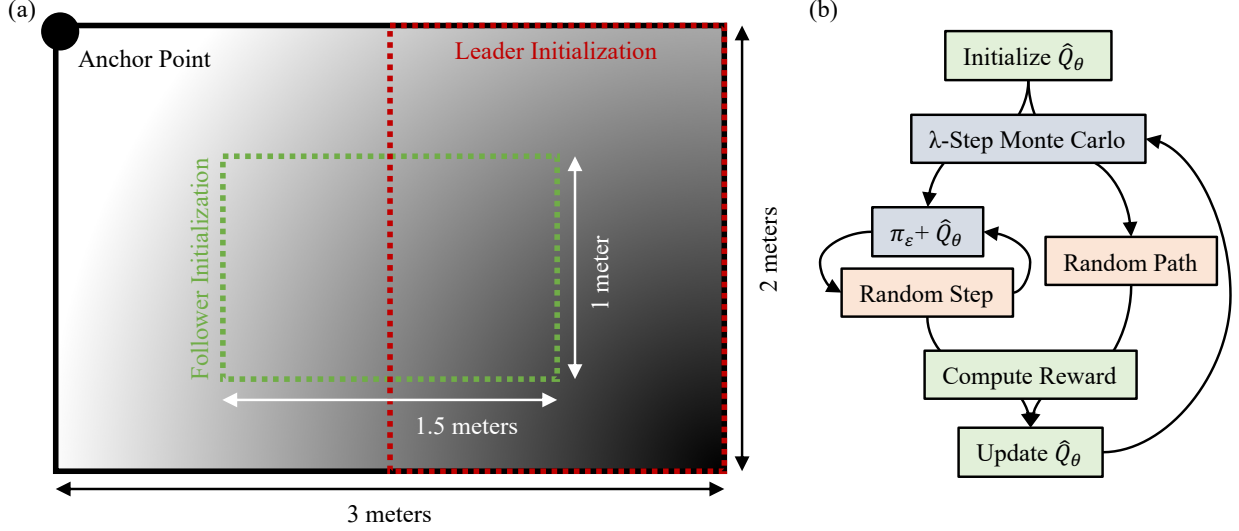 (a)
Anchor Point
Leader Initialization
Follower Initialization
1 meter
1.5 meters
2 meters
3 meters
(b)
Initialize Q̂θ
λ-Step Monte Carlo
πε+ Q̂θ
Random Step
Random Path
Compute Reward
Update Q̂θ